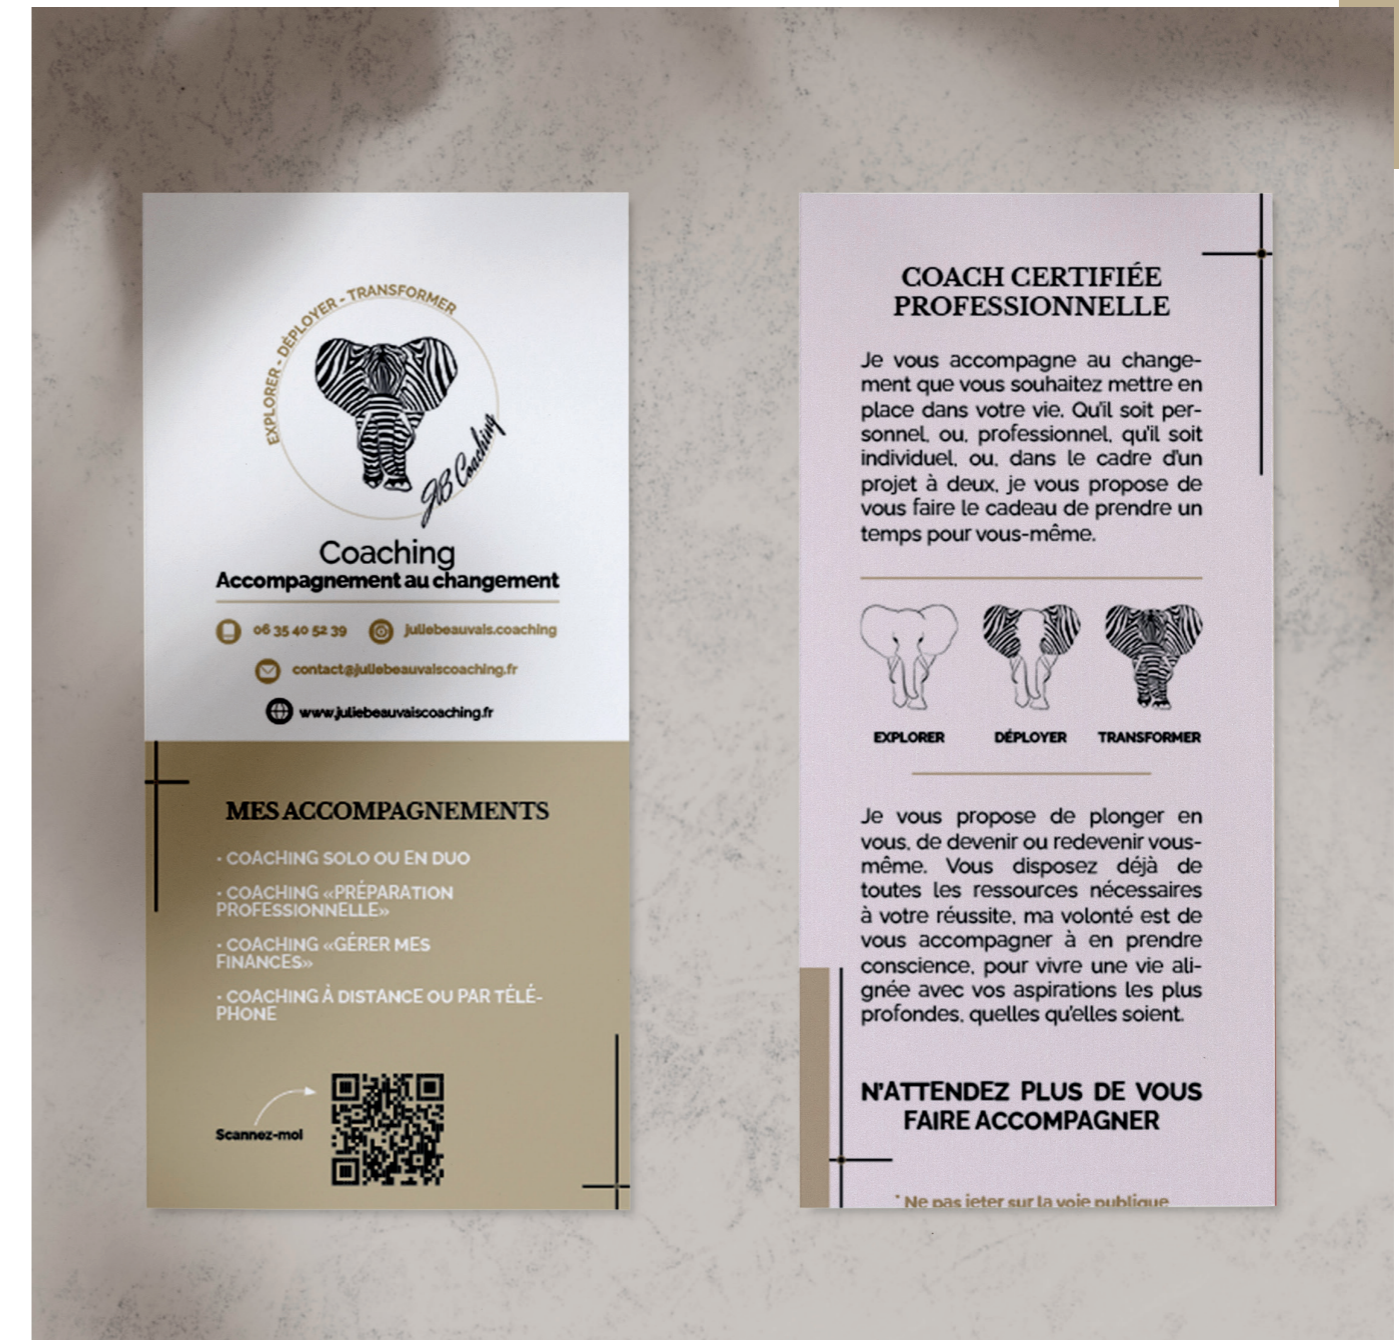 EXPLORER - DÉPLOYER - TRANSFORMER
JB Coaching
Coaching
Accompagnement au changement
06 35 40 52 39
juliebeauvais.coaching
contact@juliebeauvaiscoaching.fr
www.juliebeauvaiscoaching.fr
MES ACCOMPAGNEMENTS
• COACHING SOLO OU EN DUO
• COACHING «PRÉPARATION
PROFESSIONNELLE»
• COACHING «GÉRER MES
FINANCES»
• COACHING À DISTANCE OU PAR TÉLÉ-
PHONE
Scannez-moi
COACH CERTIFIÉE
PROFESSIONNELLE
Je vous accompagne au change-
ment que vous souhaitez mettre en
place dans votre vie. Qu'il soit per-
sonnel, ou, professionnel, qu'il soit
individuel, ou, dans le cadre d'un
projet à deux, je vous propose de
vous faire le cadeau de prendre un
temps pour vous-même.
EXPLORER
DÉPLOYER
TRANSFORMER
Je vous propose de plonger en
vous, de devenir ou redevenir vous-
même. Vous disposez déjà de
toutes les ressources nécessaires
à votre réussite, ma volonté est de
vous accompagner à en prendre
conscience, pour vivre une vie ali-
gnée avec vos aspirations les plus
profondes, quelles qu'elles soient.
N'ATTENDEZ PLUS DE VOUS
FAIRE ACCOMPAGNER
* Ne pas jeter sur la voie publique